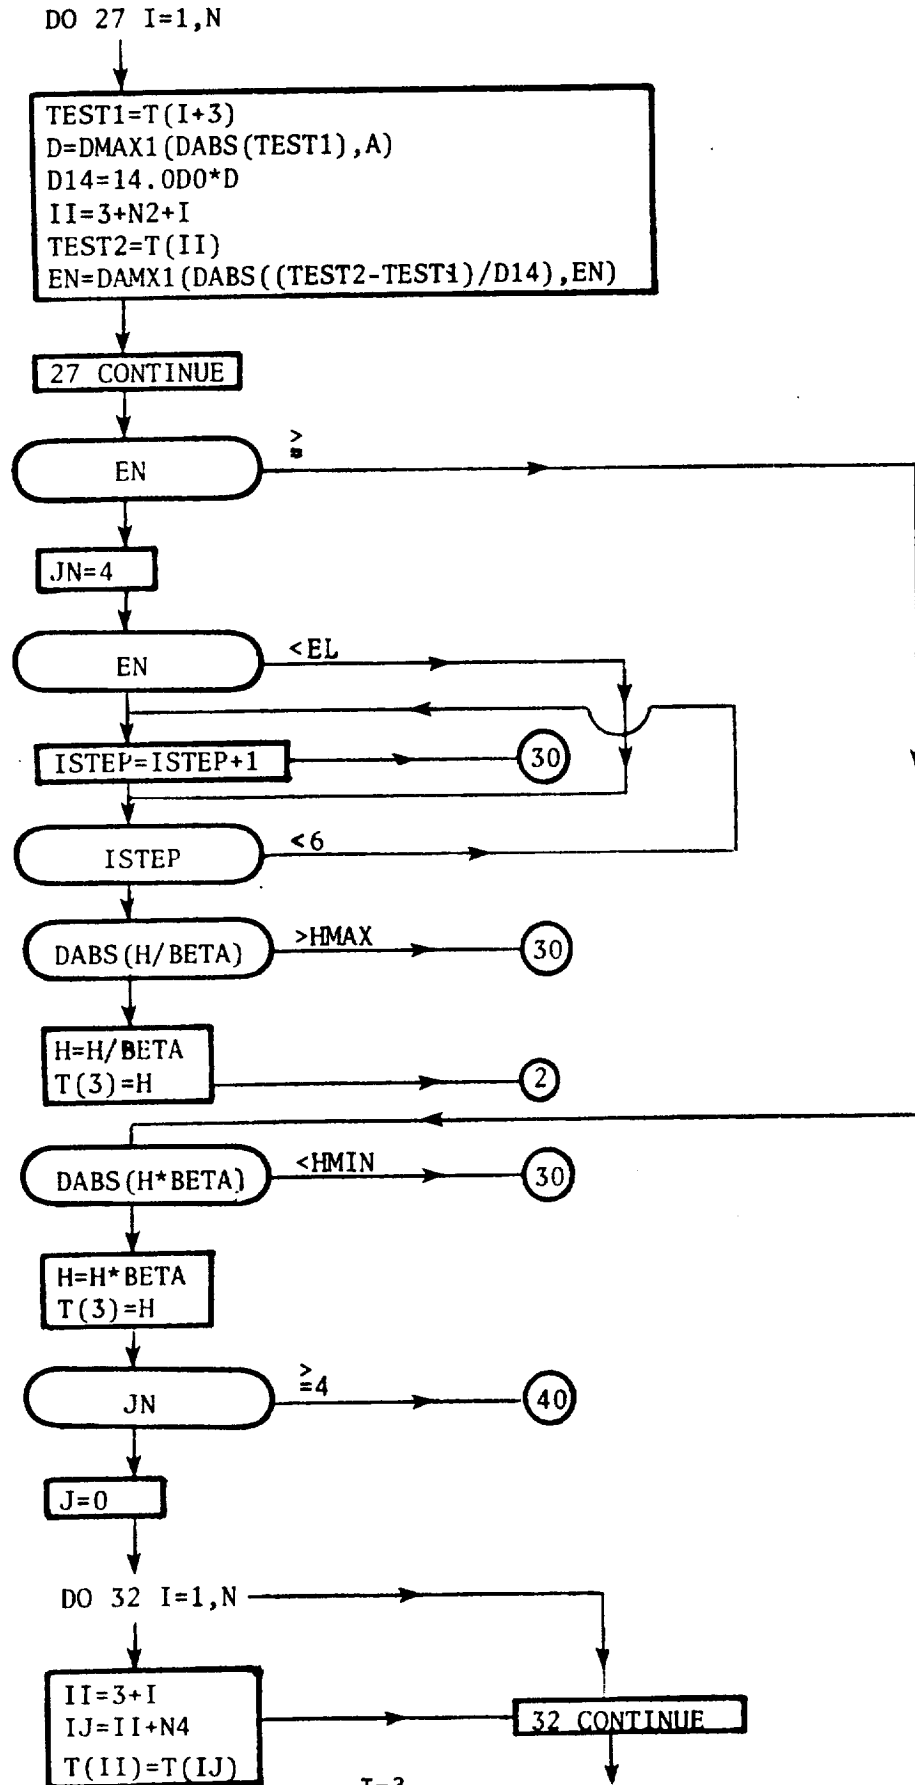 DO 27 I=1,N
TEST1=T(I+3)
D=DMAX1(DABS(TEST1),A)
D14=14.0D0*D
II=3+N2+I
TEST2=T(II)
EN=DAMX1(DABS((TEST2-TEST1)/D14),EN)
27 CONTINUE
>
=
EN
JN=4
EN
<EL
ISTEP=ISTEP+1
30
ISTEP
<6
DABS(H/BETA)
>HMAX
30
H=H/BETA
T(3)=H
2
DABS(H*BETA)
<HMIN
30
H=H*BETA
T(3)=H
JN
>
=4
40
J=0
DO 32 I=1,N
II=3+I
IJ=II+N4
T(II)=T(IJ)
32 CONTINUE